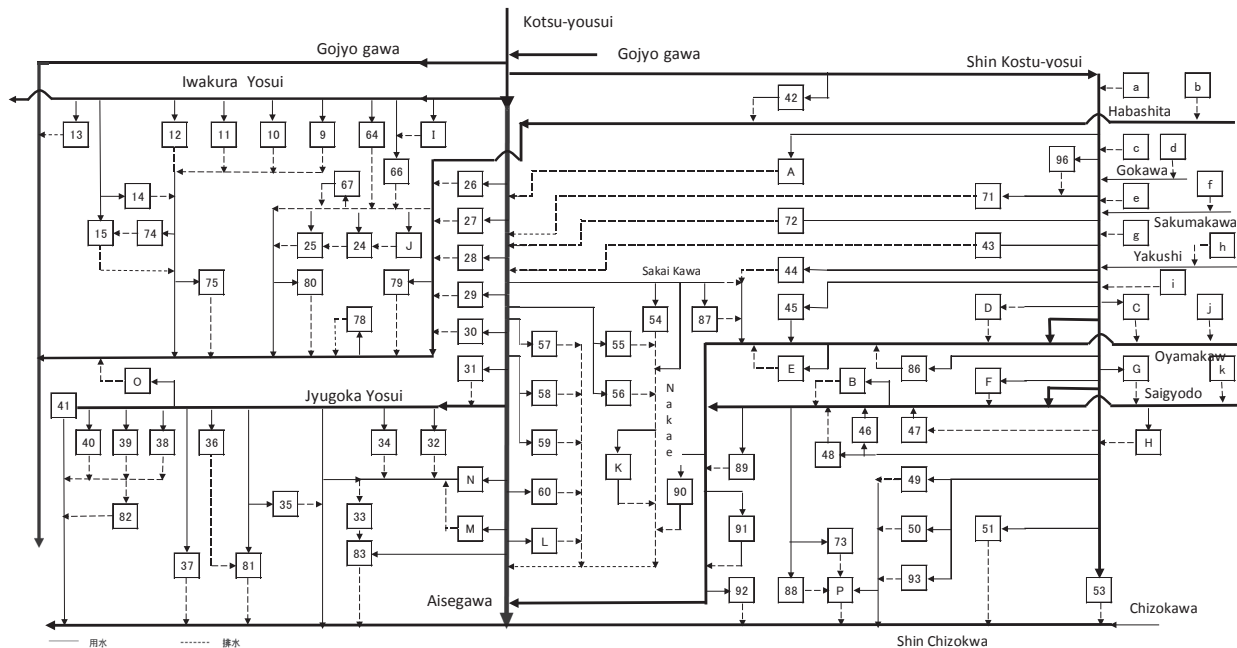 Kotsu-yousui
Gojyo gawa
Gojyo gawa
Shin Kostu-yosui
Iwakura Yosui
a b
42
Habashita
13 12 11 10 9 64 I
c d
96
A
66
Gokawa
67
26
f
14
71 e
27
72
Sakumakawa
15 74
25 24 J
g
h
43
28
Yakushi
Sakai Kawa
44
75 80 79
i
29
45 D C j
54 87
78
30
57 55
Oyamakaw
31
E 86
G k
O
B F
Saigyodo
58 56
Jyugoka Yosui
41
Nakae
46 47
40 39 38 36 34 32
59
48
H
K
89
N
49
60
90
35
82
33
91
50 51
M
73
L
83
37 81
93
92 88 P
53
Aisegawa
Chizokawa
用水 排水
Shin Chizokwa